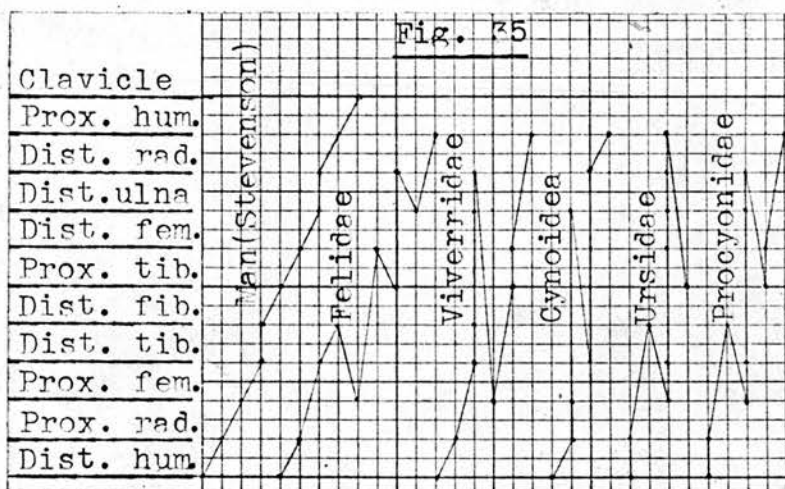 Fig. 35
Clavicle
Prox. hum.
Dist. rad.
Dist.ulna
Dist. fem.
Prox. tib.
Dist. fib.
Dist. tib.
Prox. fem.
Prox. rad.
Dist. hum.
Man(Stevenson)
Felidae
Viverridae
Cynoidea
Ursidae
Procyonidae